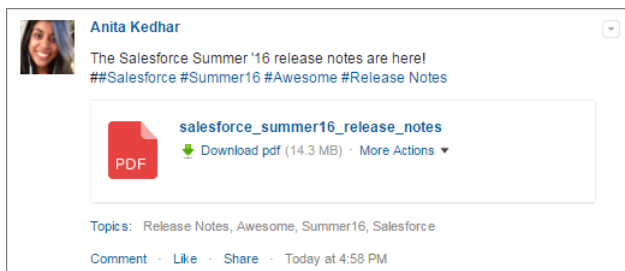 Anita Kedhar
The Salesforce Summer '16 release notes are here!
##Salesforce #Summer16 #Awesome #Release Notes
PDF
salesforce_summer16_release_notes
Download pdf (14.3 MB) · More Actions ▼
Topics: Release Notes, Awesome, Summer16, Salesforce
Comment · Like · Share · Today at 4:58 PM